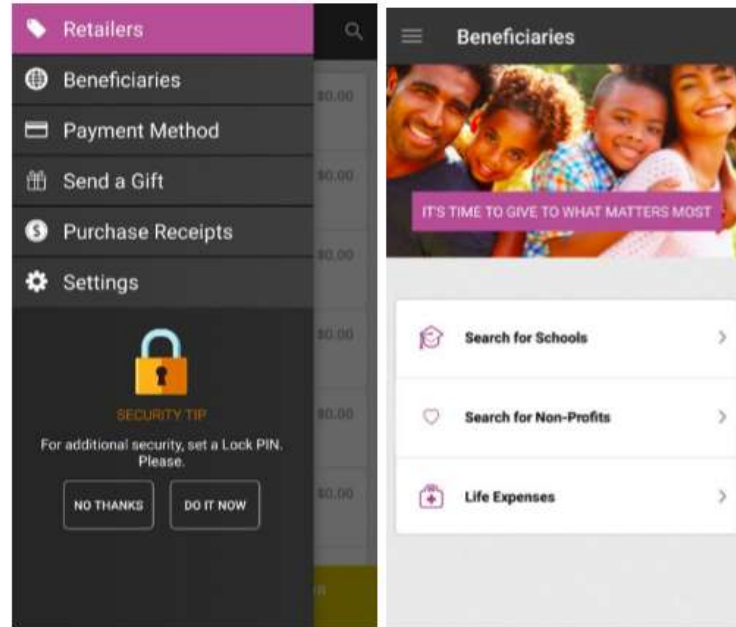 Retailers
Beneficiaries
Payment Method
Send a Gift
Purchase Receipts
Settings
SECURITY TIP
For additional security, set a Lock PIN.
Please.
NO THANKS
DO IT NOW
$0.00
$0.00
$0.00
$0.00
$0.00
$0.00
Beneficiaries
IT'S TIME TO GIVE TO WHAT MATTERS MOST
Search for Schools
Search for Non-Profits
Life Expenses